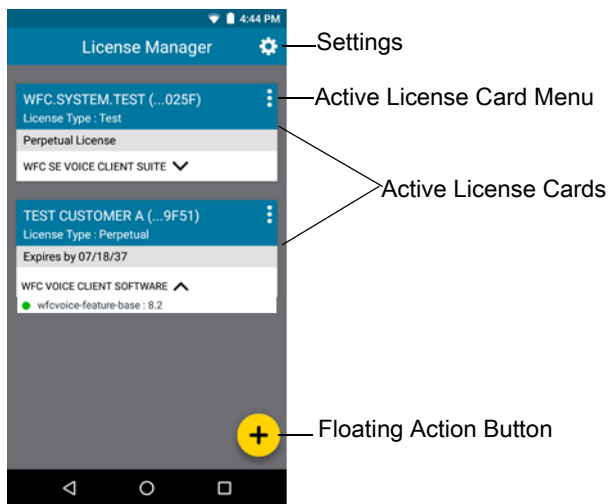 4:44 PM
License Manager
Settings
WFC.SYSTEM.TEST (...025F)
Active License Card Menu
License Type : Test
Perpetual License
WFC SE VOICE CLIENT SUITE
Active License Cards
TEST CUSTOMER A (...9F51)
License Type : Perpetual
Expires by 07/18/37
WFC VOICE CLIENT SOFTWARE
wfcvoice-feature-base : 8.2
+
Floating Action Button